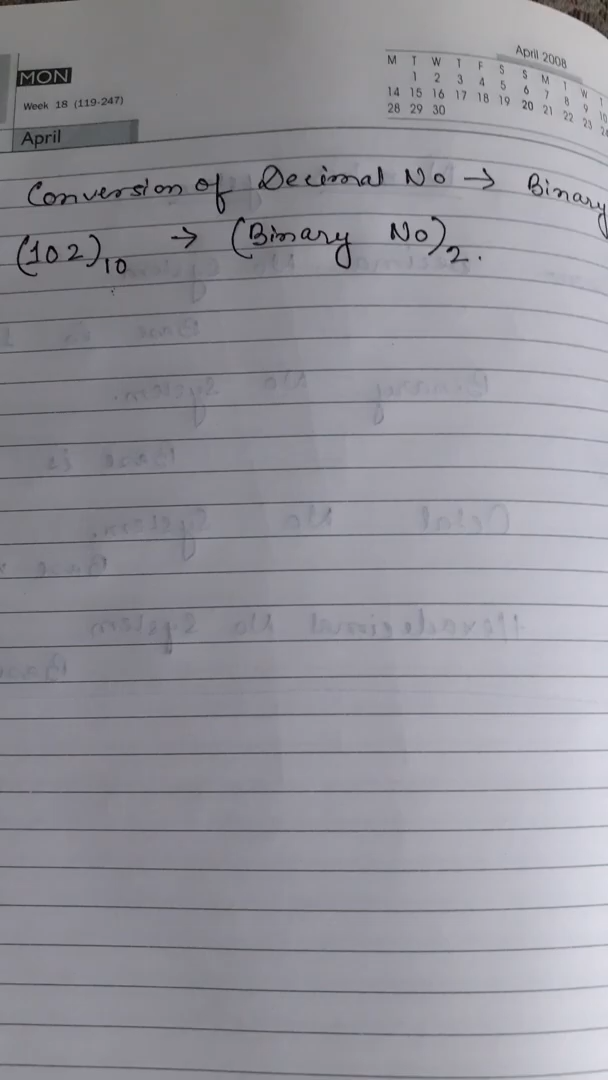 April 2008
M T W T F S S M T W T
1 2 3 4 5 6 7 8 9 10
14 15 16 17 18 19 20 21 22 23 24
28 29 30
MON
Week 18 (119-247)
April
Conversion of Decimal No → Binary
(102)10 → (Binary No)2.